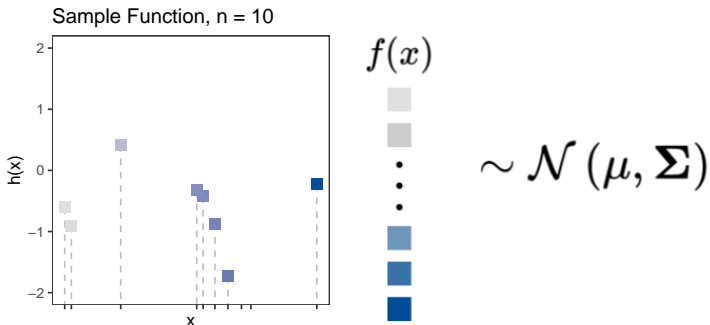 Sample Function, n = 10
2
1
0
−1
−2
h(x)
x
f(x)
∼ 𝒩 (μ, Σ)